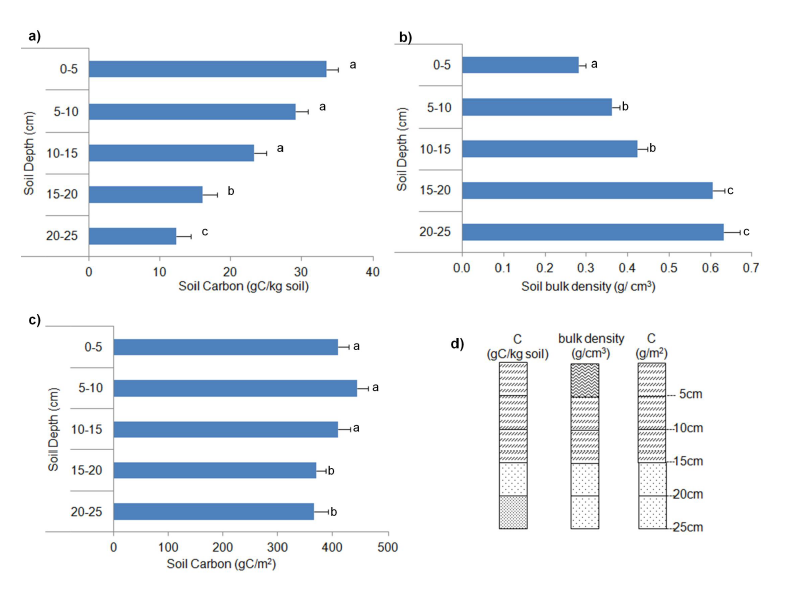 a)
0-5 a
5-10 a
10-15 a
15-20 b
20-25 c
Soil Depth (cm)
0 10 20 30 40
Soil Carbon (gC/kg soil)
b)
0-5 a
5-10 b
10-15 b
15-20 c
20-25 c
Soil Depth (cm)
0.0 0.1 0.2 0.3 0.4 0.5 0.6 0.7
Soil bulk density (g/ cm³)
c)
0-5 a
5-10 a
10-15 a
15-20 b
20-25 b
Soil Depth (cm)
0 100 200 300 400 500
Soil Carbon (gC/m²)
d)
C
(gC/kg soil)
bulk density
(g/cm³)
C
(g/m²)
5cm
10cm
15cm
20cm
25cm